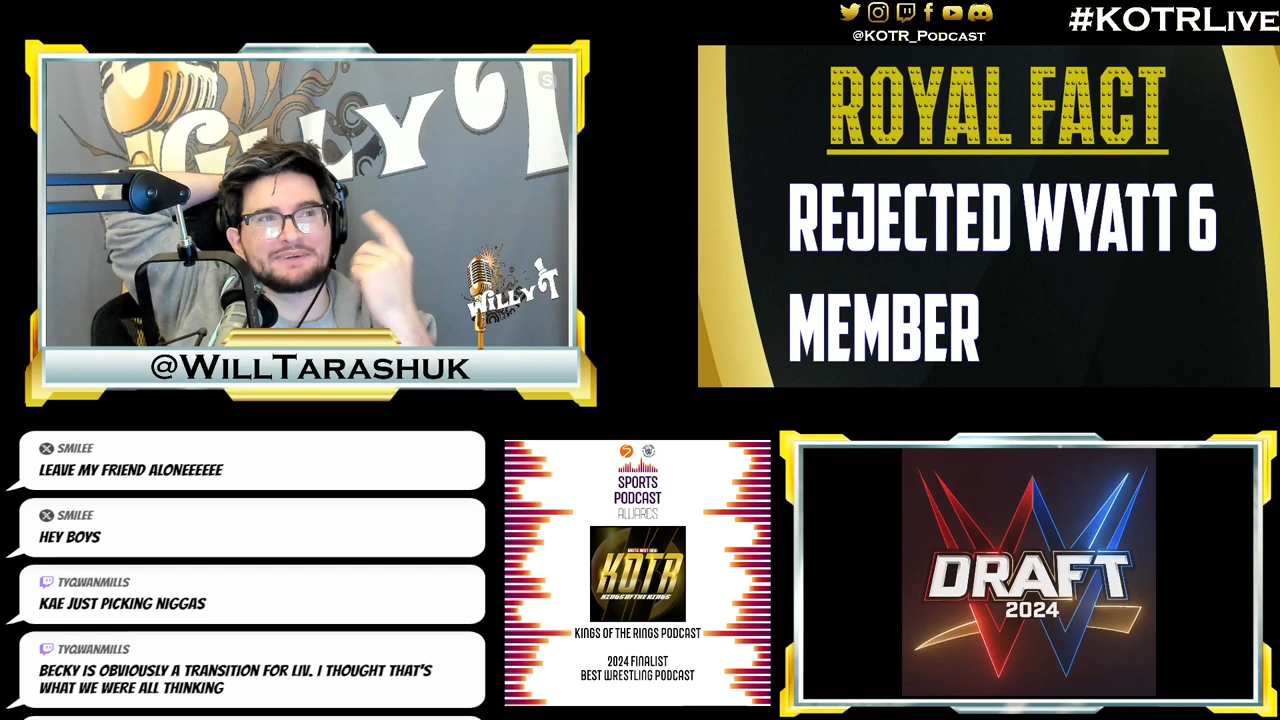 @KOTR_Podcast
#KOTRLive
GiLLY T
WiLLY T
@WillTarashuk
ROYAL FACT
REJECTED WYATT 6
MEMBER
SMILEE
LEAVE MY FRIEND ALONEEEEEE
SMILEE
HEY BOYS
TYQWANMILLS
KAE JUST PICKING NIGGAS
TYQWANMILLS
BECKY IS OBVIOUSLY A TRANSITION FOR LIV. I THOUGHT THAT'S
WHAT WE WERE ALL THINKING
SPORTS
PODCAST
AWARDS
KOTR
KINGS OF THE RINGS
KINGS OF THE RINGS PODCAST
2024 FINALIST
BEST WRESTLING PODCAST
DRAFT
2024